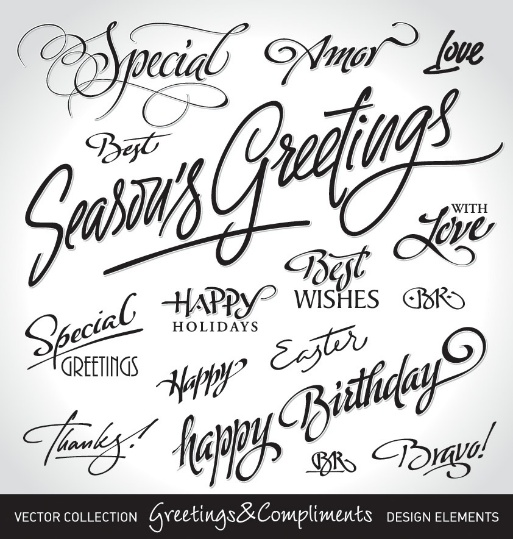 Special
Amor
Love
Best
Season's Greetings
WITH
Love
Best
WISHES
BR
HAPPY
HOLIDAYS
Special
GREETINGS
Easter
Happy
happy Birthday
Thanks!
BR
Bravo!
VECTOR COLLECTION Greetings&Compliments DESIGN ELEMENTS